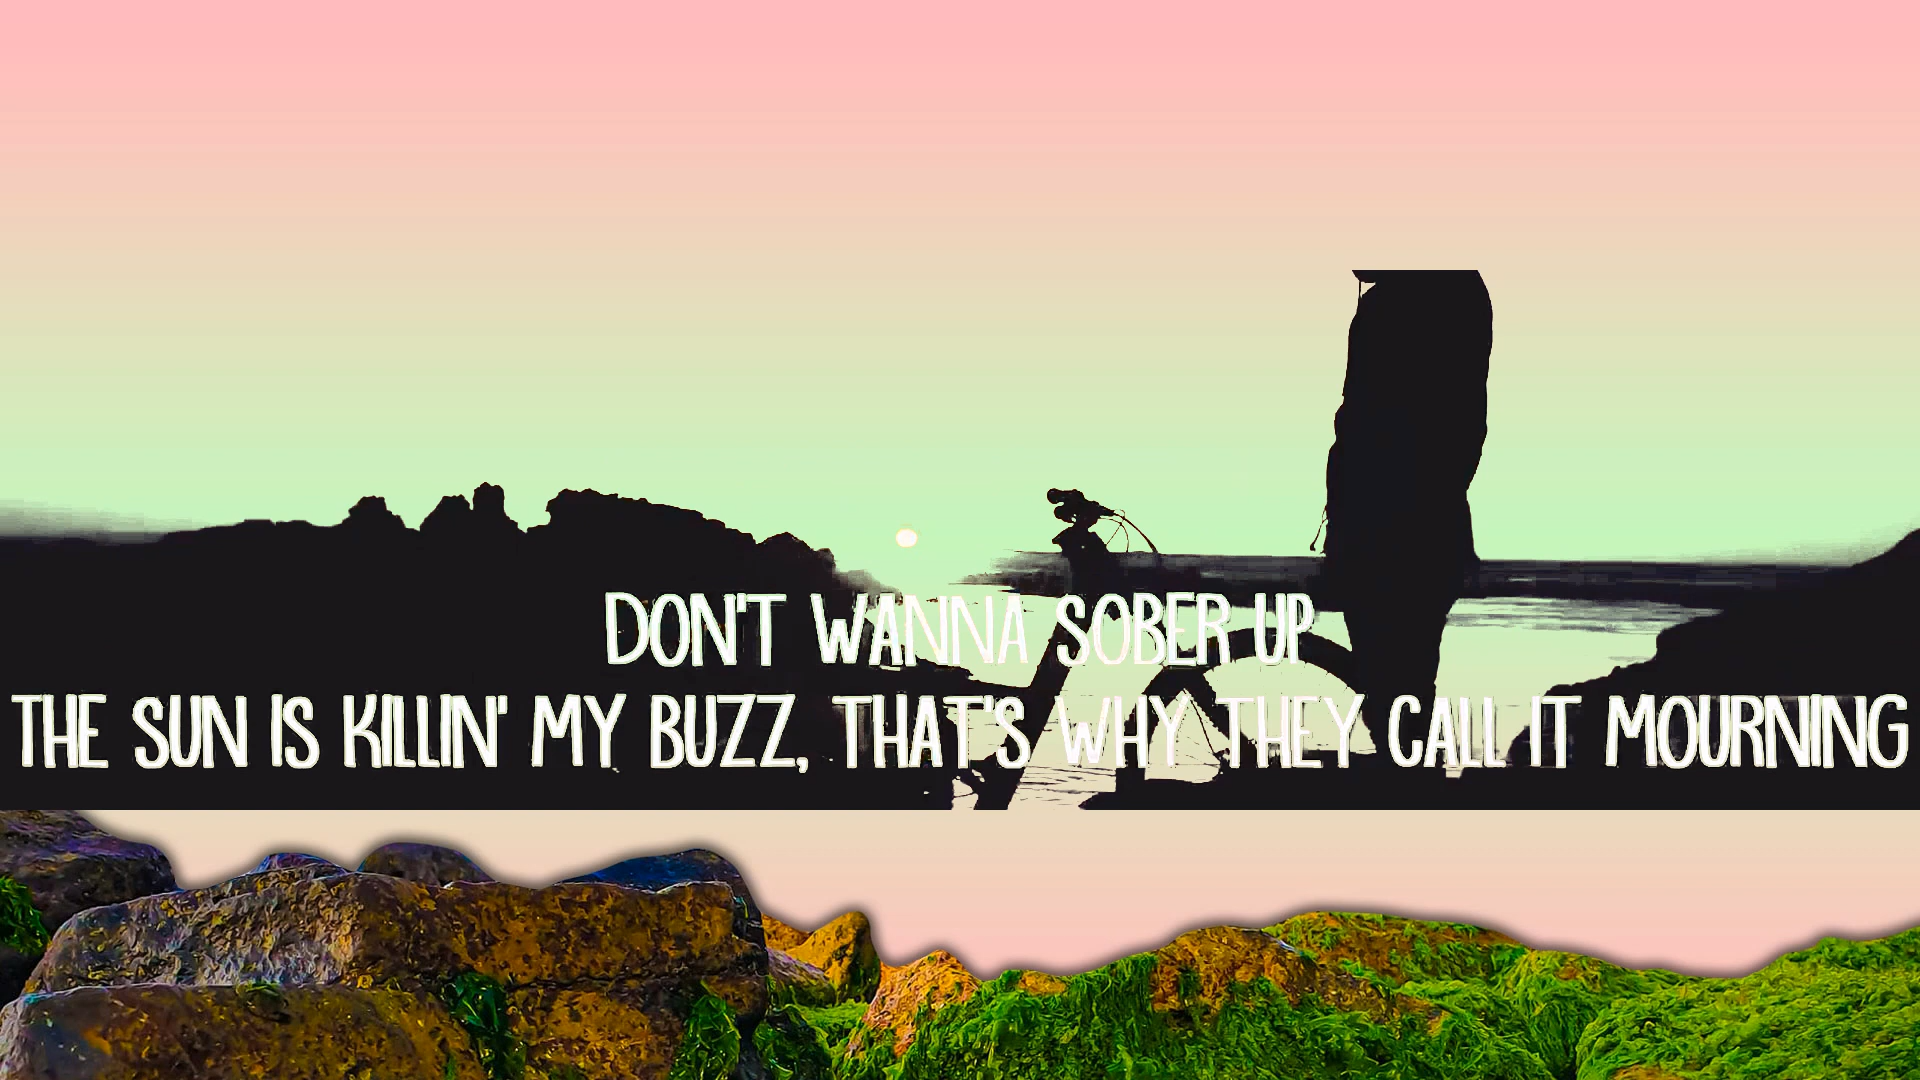 DON'T WANNA SOBER UP
THE SUN IS KILLIN' MY BUZZ, THAT'S WHY THEY CALL IT MOURNING